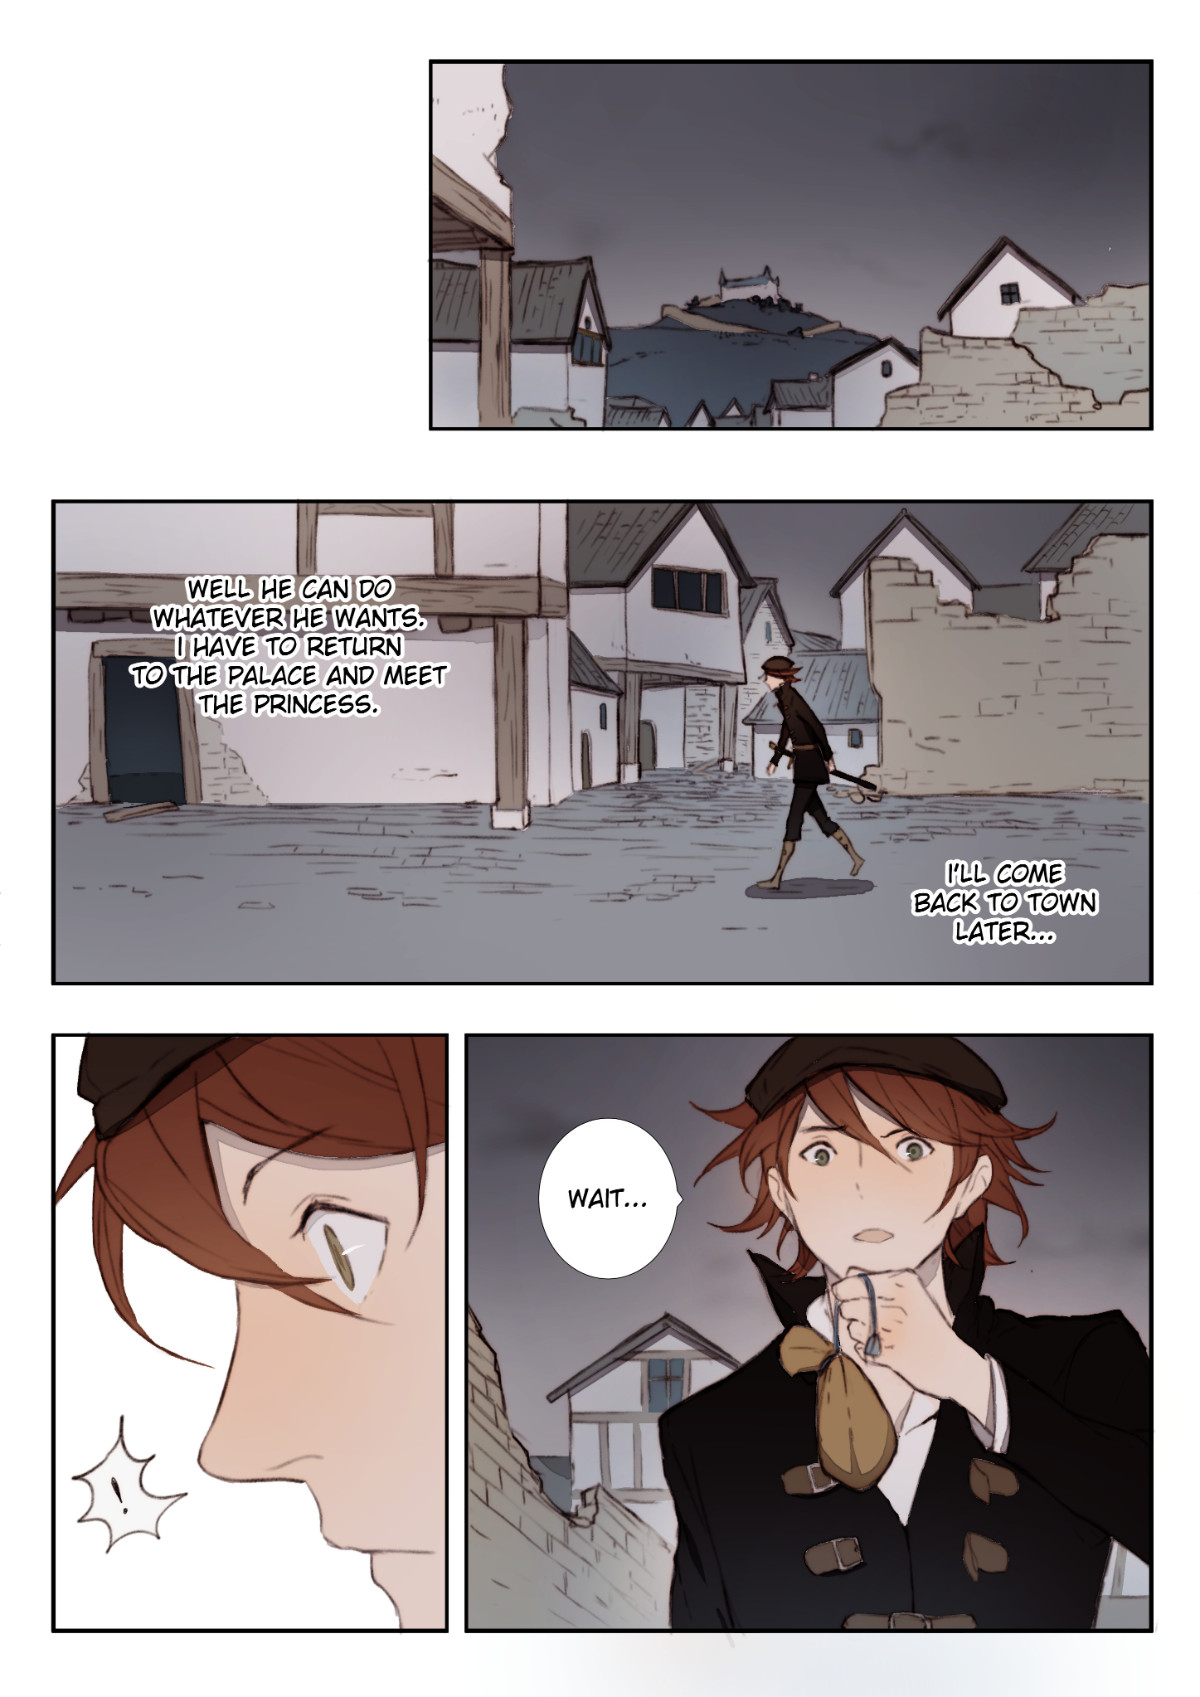 WELL HE CAN DO
WHATEVER HE WANTS.
I HAVE TO RETURN
TO THE PALACE AND MEET
THE PRINCESS.
I'LL COME
BACK TO TOWN
LATER...
!
WAIT...